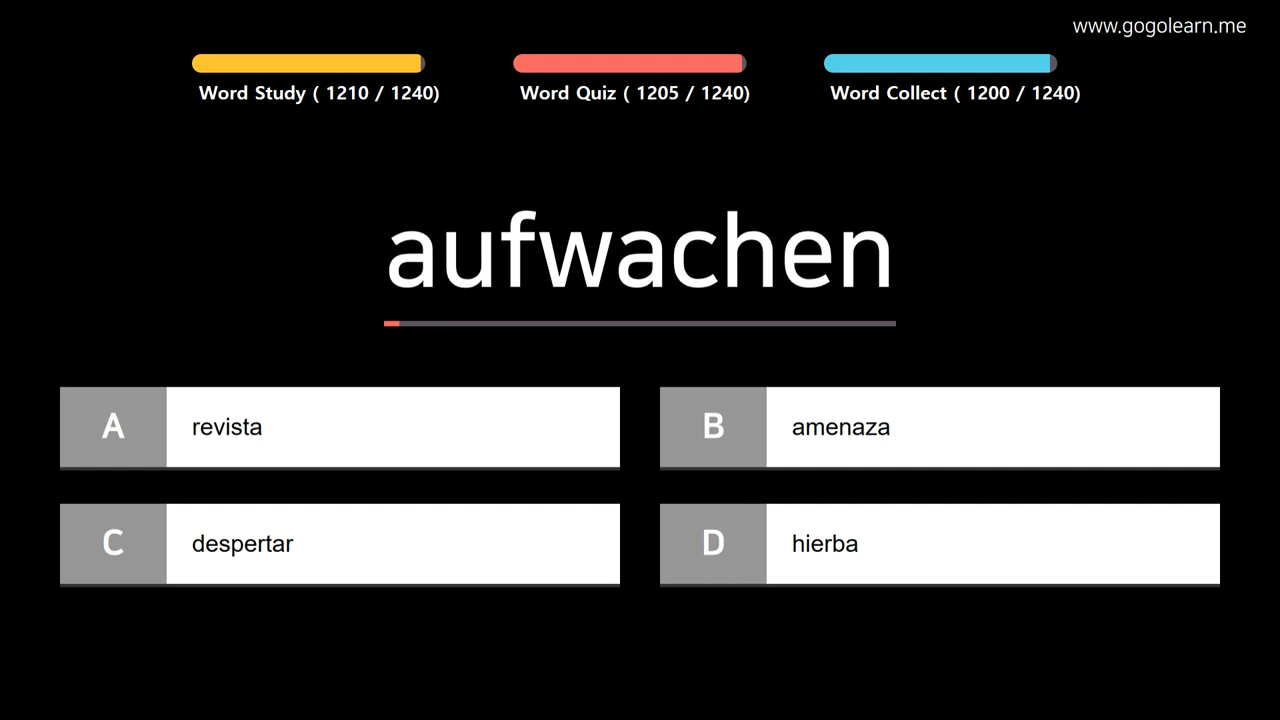 www.gogolearn.me
Word Study ( 1210 / 1240)
Word Quiz ( 1205 / 1240)
Word Collect ( 1200 / 1240)
aufwachen
A revista
B amenaza
C despertar
D hierba